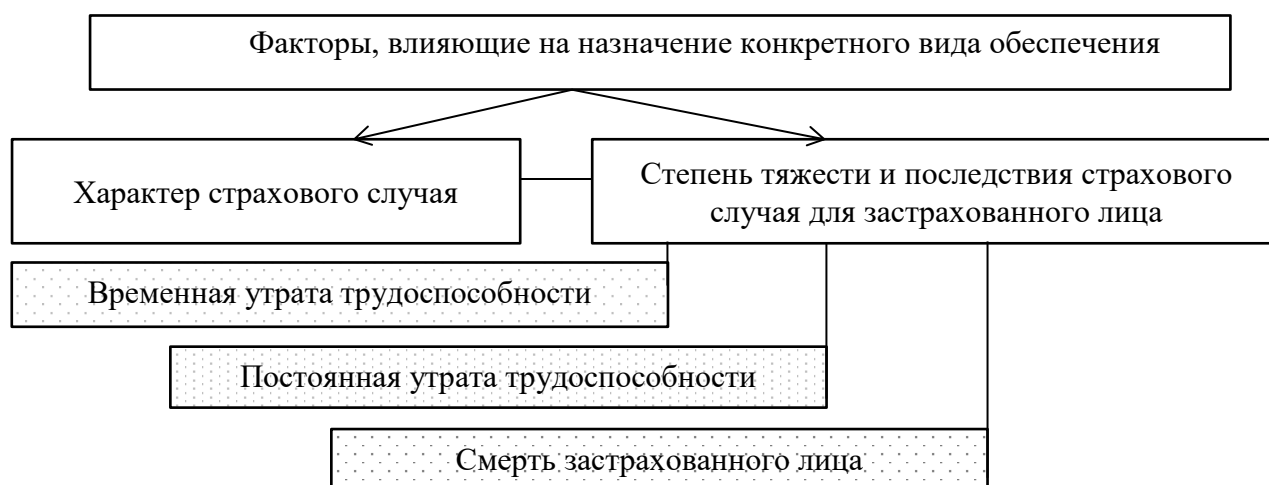 Факторы, влияющие на назначение конкретного вида обеспечения
Характер страхового случая
Степень тяжести и последствия страхового
случая для застрахованного лица
Временная утрата трудоспособности
Постоянная утрата трудоспособности
Смерть застрахованного лица